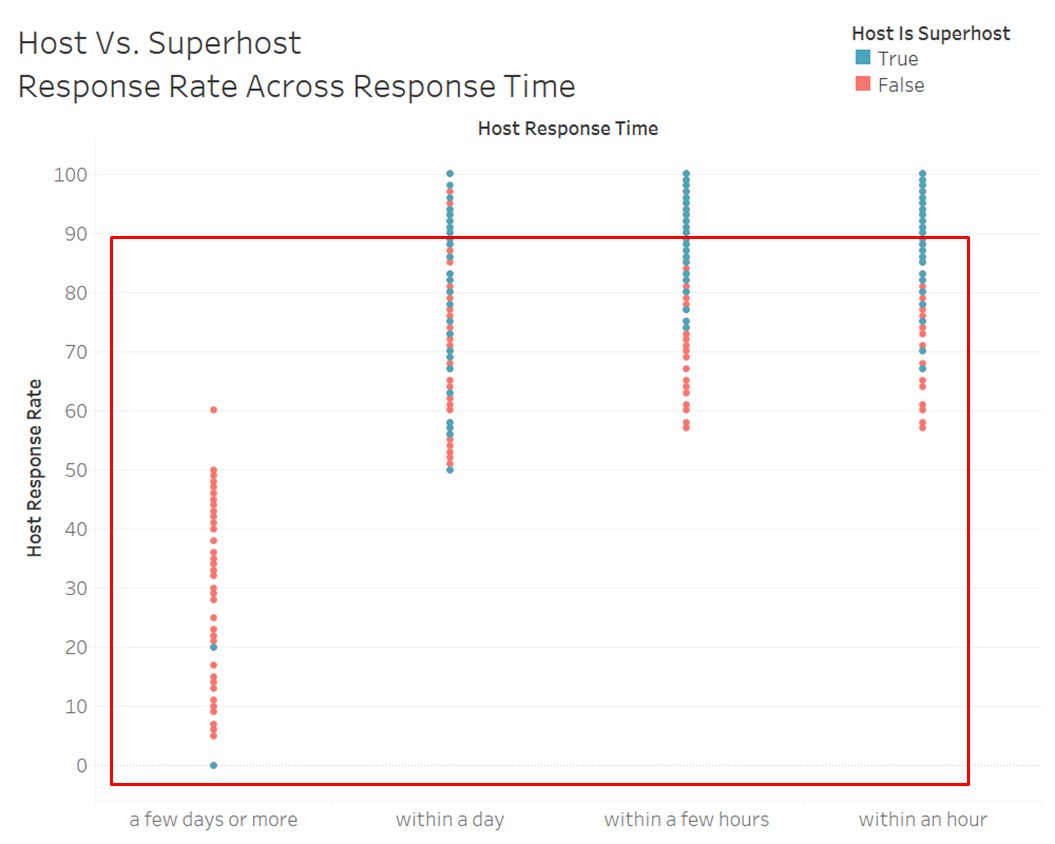 Host Vs. Superhost
Response Rate Across Response Time
Host Is Superhost
True
False
Host Response Time
Host Response Rate
100
90
80
70
60
50
40
30
20
10
0
a few days or more
within a day
within a few hours
within an hour